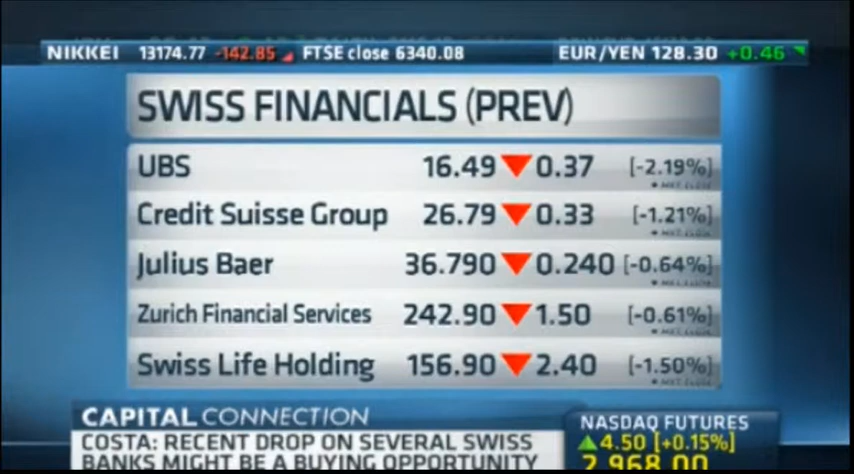 NIKKEI 13174.77 -142.85 FTSE close 6340.08 EUR/YEN 128.30 +0.46
SWISS FINANCIALS (PREV)
UBS 16.49 ▼ 0.37 [-2.19%]
Credit Suisse Group 26.79 ▼ 0.33 [-1.21%]
Julius Baer 36.790 ▼ 0.240 [-0.64%]
Zurich Financial Services 242.90 ▼ 1.50 [-0.61%]
Swiss Life Holding 156.90 ▼ 2.40 [-1.50%]
CAPITAL CONNECTION
COSTA: RECENT DROP ON SEVERAL SWISS
BANKS MIGHT BE A BUYING OPPORTUNITY
NASDAQ FUTURES
▲4.50 [+0.15%]
2,968.00